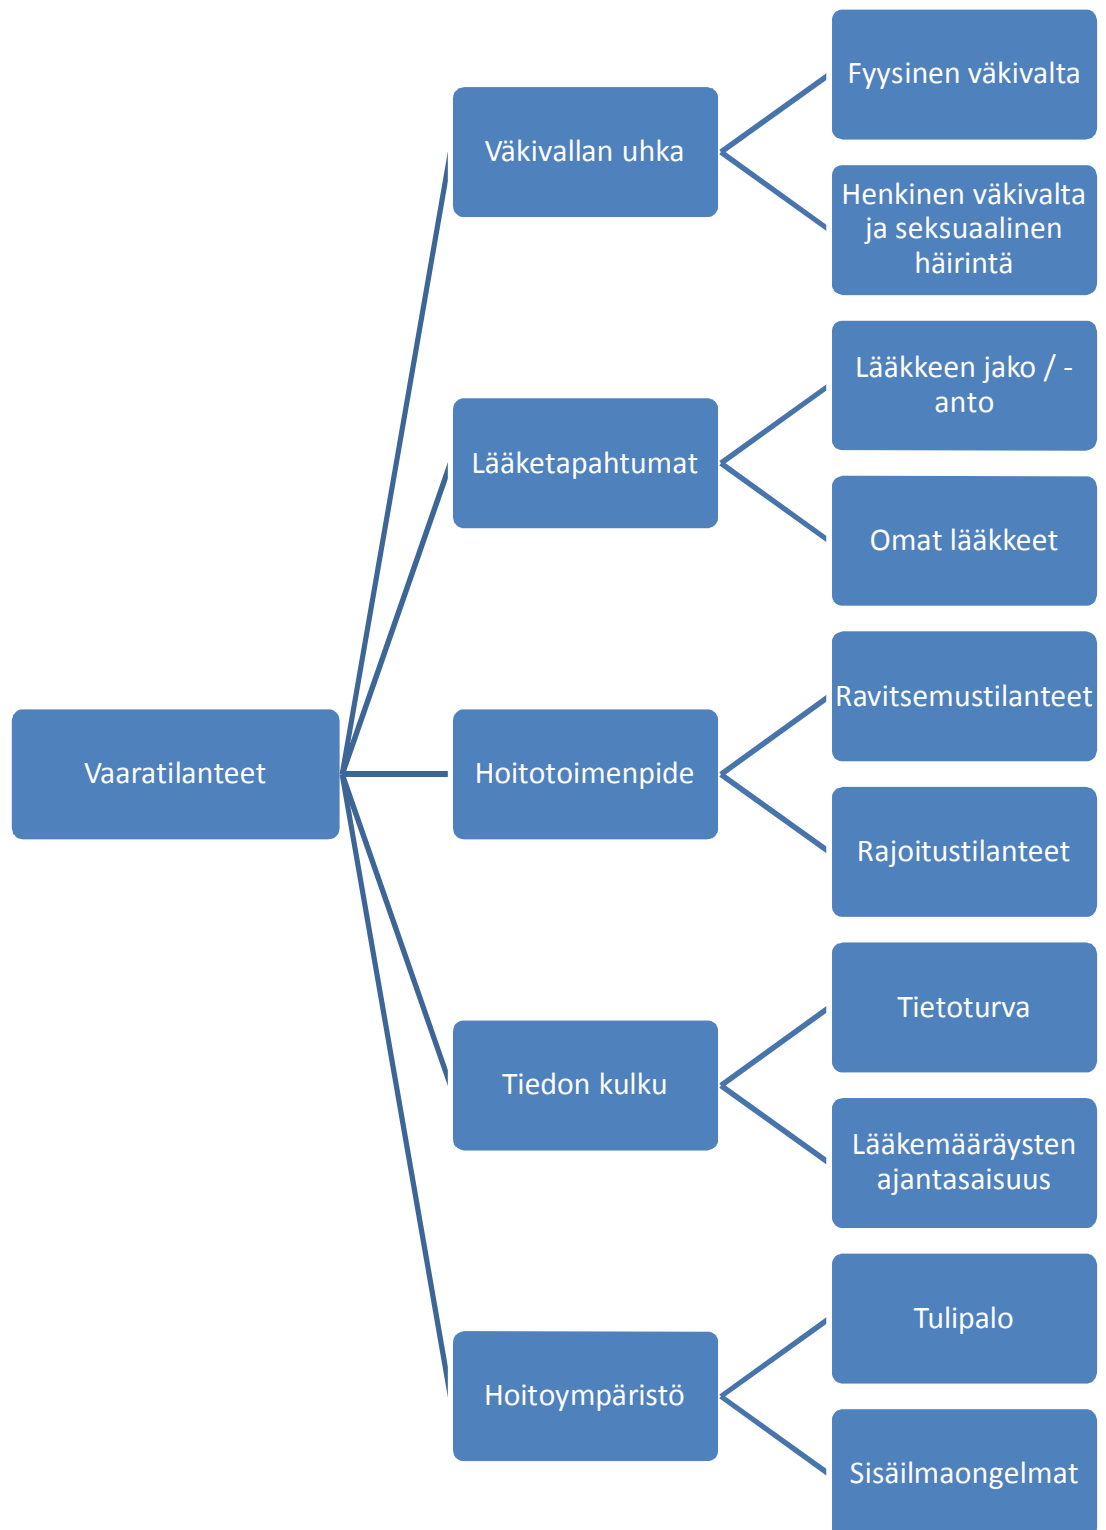 Vaaratilanteet
Väkivallan uhka
Fyysinen väkivalta
Henkinen väkivalta
ja seksuaalinen
häirintä
Lääketapahtumat
Lääkkeen jako / -
anto
Omat lääkkeet
Hoitotoimenpide
Ravitsemustilanteet
Rajoitustilanteet
Tiedon kulku
Tietoturva
Lääkemääräysten
ajantasaisuus
Hoitoympäristö
Tulipalo
Sisäilmaongelmat